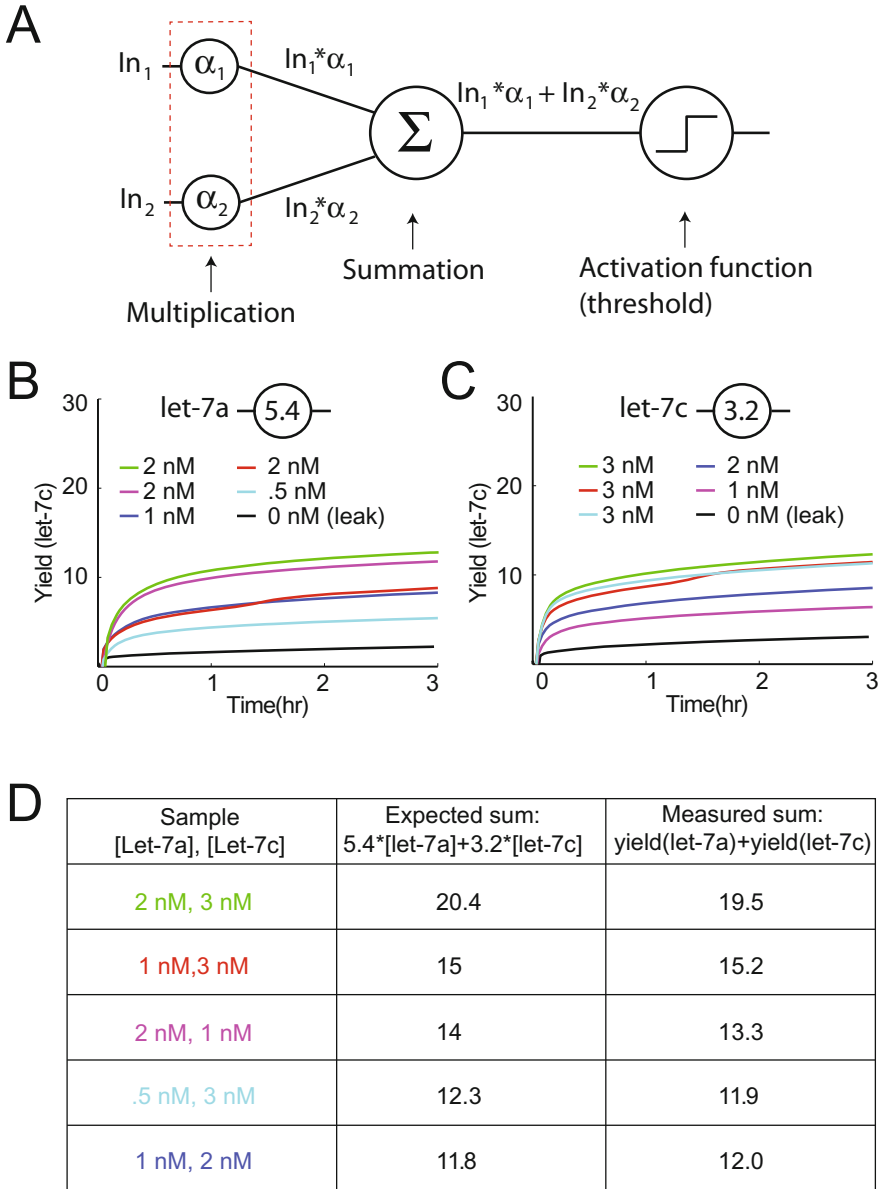 A
In1
α1
In1*α1
In1*α1 + In2*α2
Σ
In2
α2
In2*α2
Multiplication
Summation
Activation function
(threshold)
B
let-7a
5.4
30
20
10
Yield (let-7c)
2 nM
2 nM
2 nM
.5 nM
1 nM
0 nM (leak)
0
1
2
3
Time(hr)
C
let-7c
3.2
30
20
10
Yield (let-7c)
3 nM
2 nM
3 nM
1 nM
3 nM
0 nM (leak)
0
1
2
3
Time(hr)
D
Sample
[Let-7a], [Let-7c]
Expected sum:
5.4*[let-7a]+3.2*[let-7c]
Measured sum:
yield(let-7a)+yield(let-7c)
2 nM, 3 nM
20.4
19.5
1 nM,3 nM
15
15.2
2 nM, 1 nM
14
13.3
.5 nM, 3 nM
12.3
11.9
1 nM, 2 nM
11.8
12.0